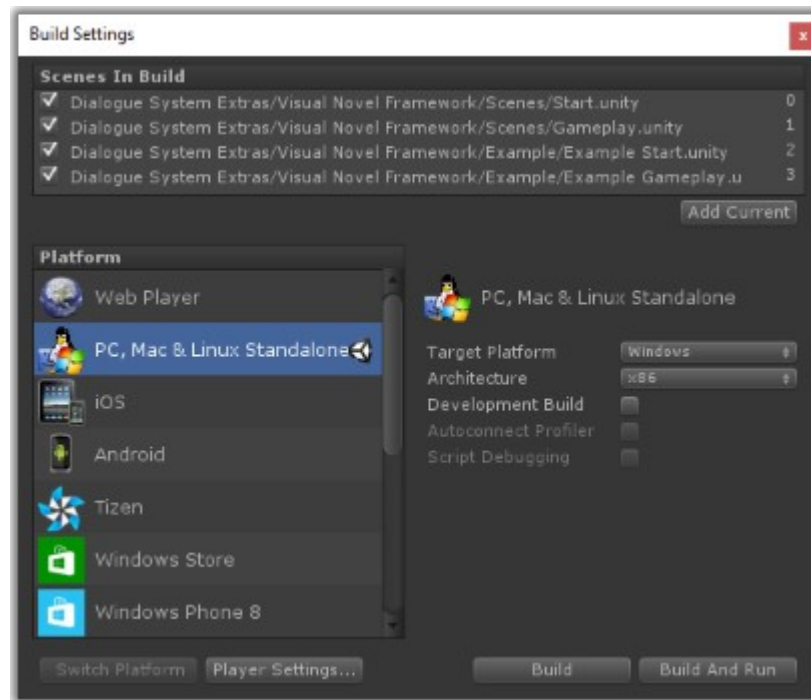 Build Settings
x
Scenes In Build
Dialogue System Extras/Visual Novel Framework/Scenes/Start.unity 0
Dialogue System Extras/Visual Novel Framework/Scenes/Gameplay.unity 1
Dialogue System Extras/Visual Novel Framework/Example/Example Start.unity 2
Dialogue System Extras/Visual Novel Framework/Example/Example Gameplay.u 3
Add Current
Platform
Web Player
PC, Mac & Linux Standalone
iOS
Android
Tizen
Windows Store
Windows Phone 8
PC, Mac & Linux Standalone
Target Platform Windows
Architecture x86
Development Build
Autoconnect Profiler
Script Debugging
Switch Platform Player Settings... Build Build And Run